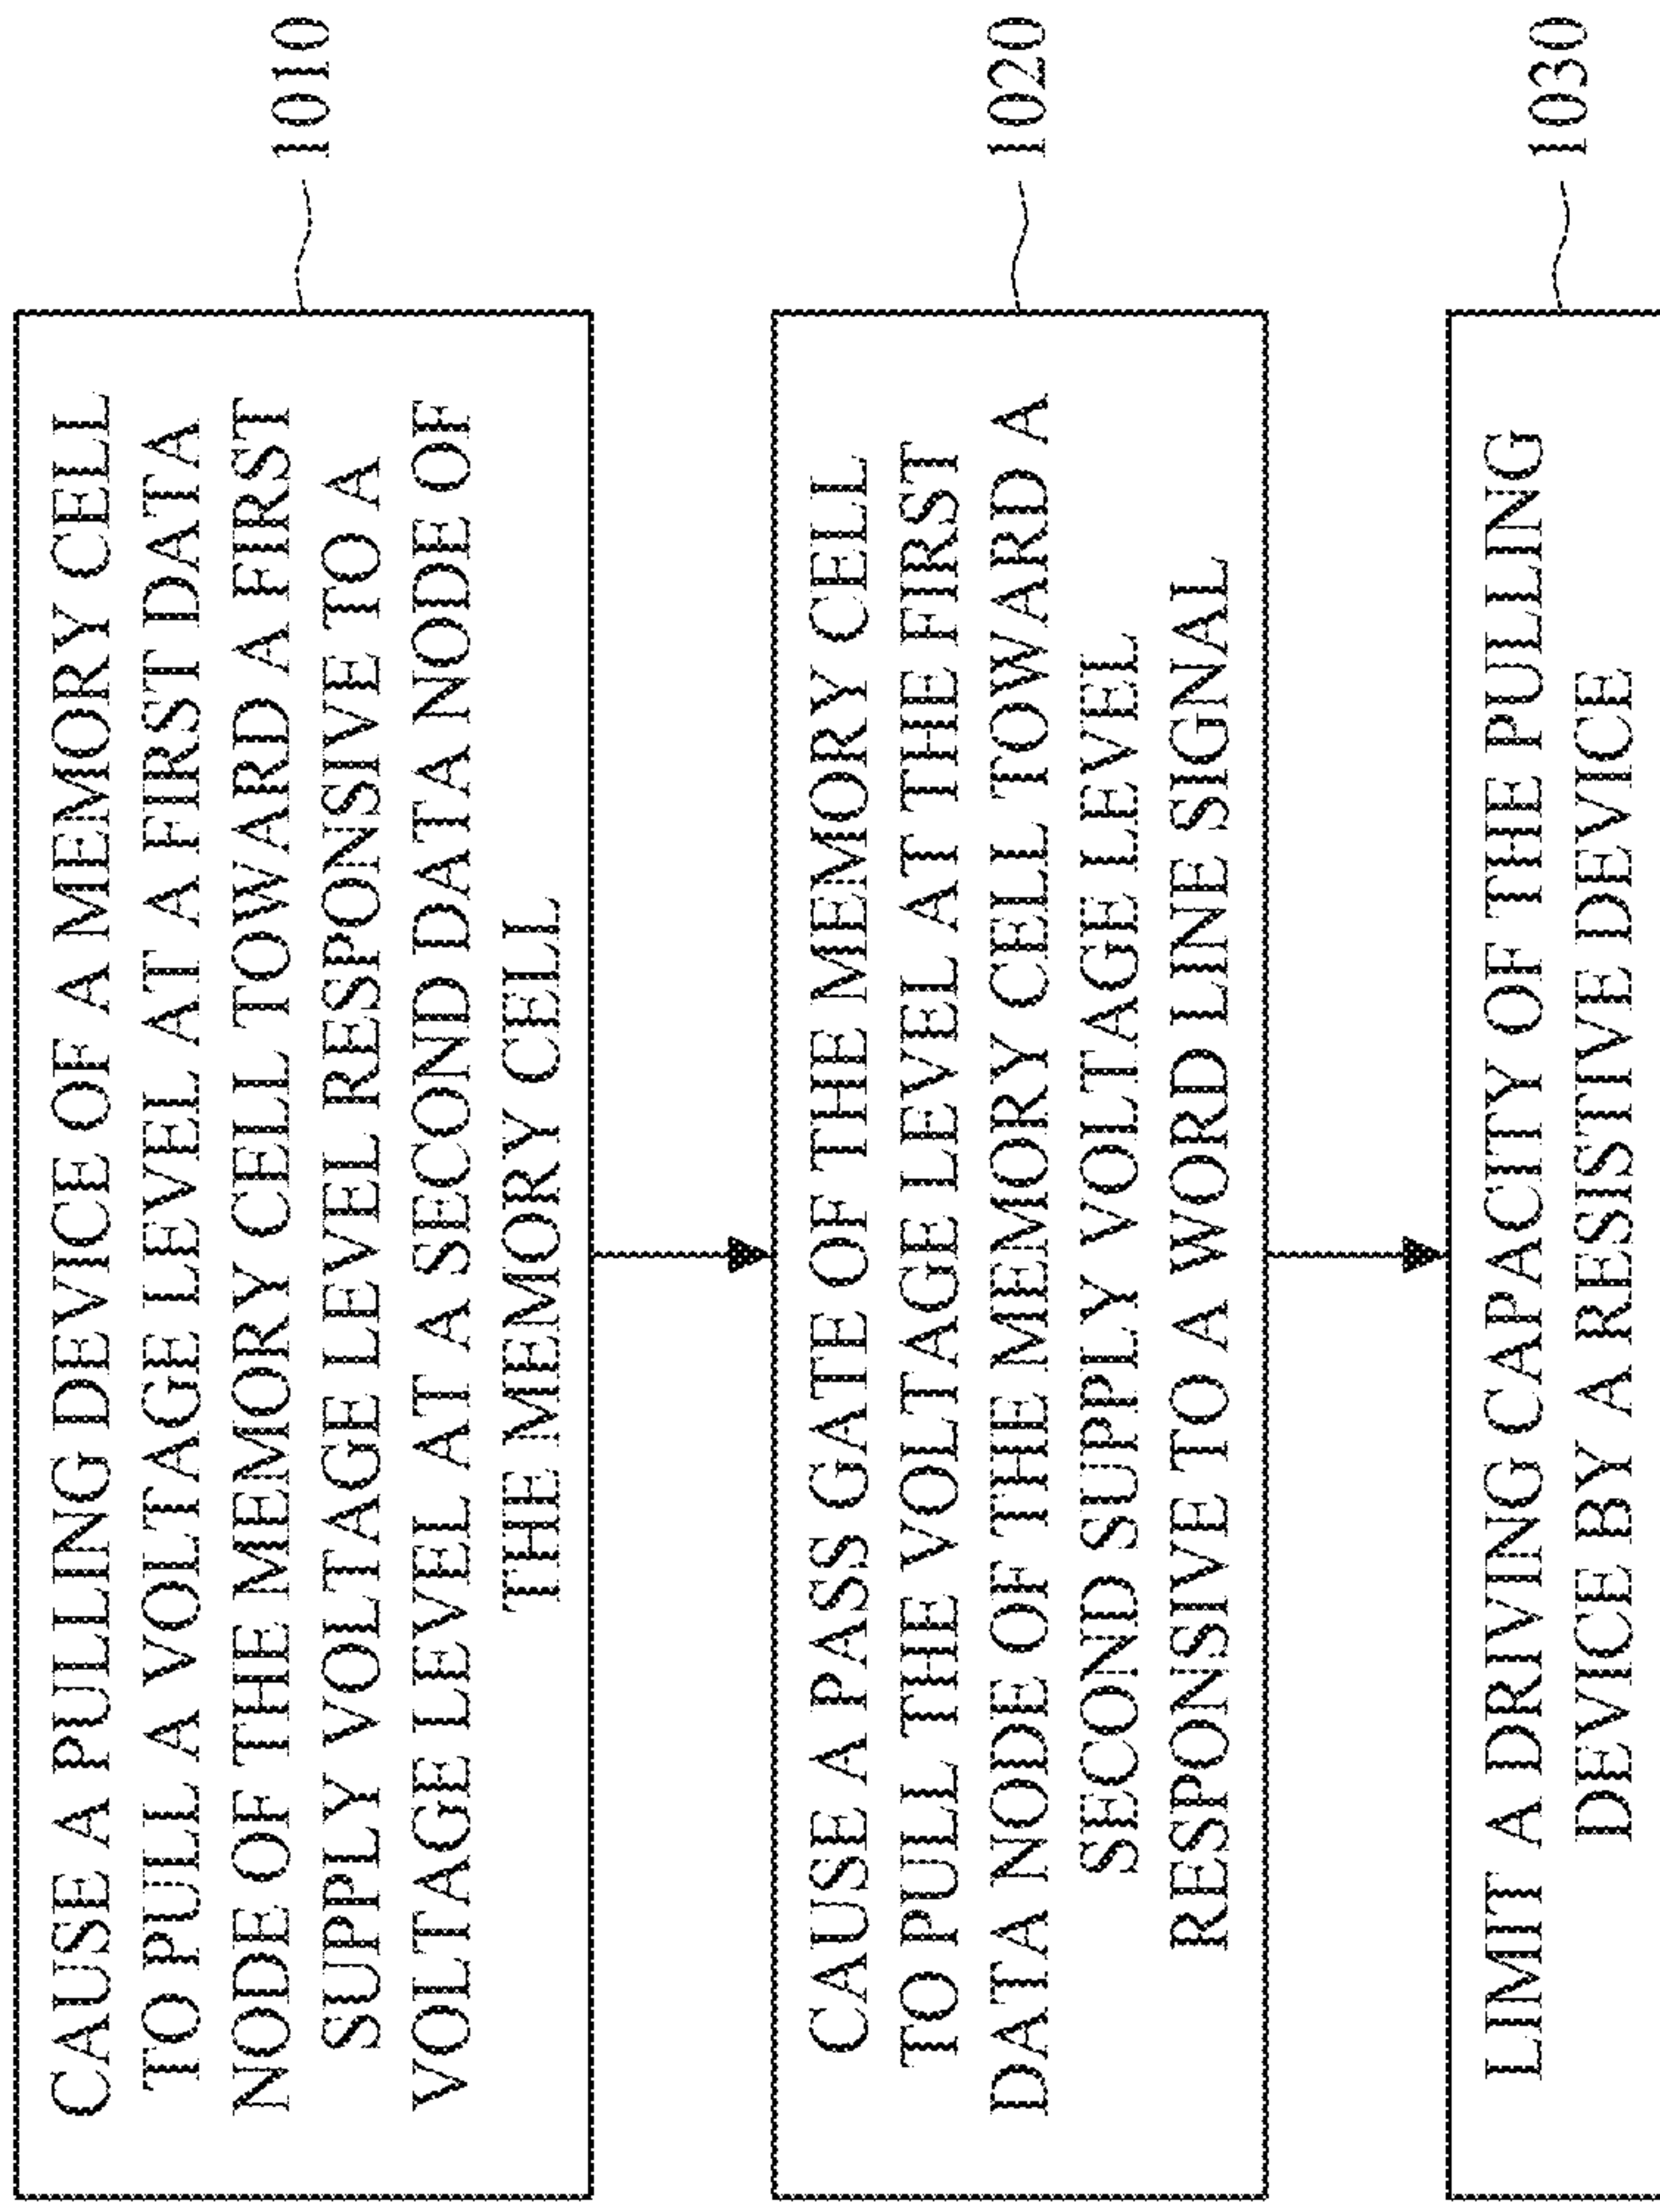 CAUSE A PULLING DEVICE OF A MEMORY CELL
TO PULL A VOLTAGE LEVEL AT A FIRST DATA
NODE OF THE MEMORY CELL TOWARD A FIRST
SUPPLY VOLTAGE LEVEL RESPONSIVE TO A
VOLTAGE LEVEL AT A SECOND DATA NODE OF
THE MEMORY CELL
1010
CAUSE A PASS GATE OF THE MEMORY CELL
TO PULL THE VOLTAGE LEVEL AT THE FIRST
DATA NODE OF THE MEMORY CELL TOWARD A
SECOND SUPPLY VOLTAGE LEVEL
RESPONSIVE TO A WORD LINE SIGNAL
1020
LIMIT A DRIVING CAPACITY OF THE PULLING
DEVICE BY A RESISTIVE DEVICE
1030